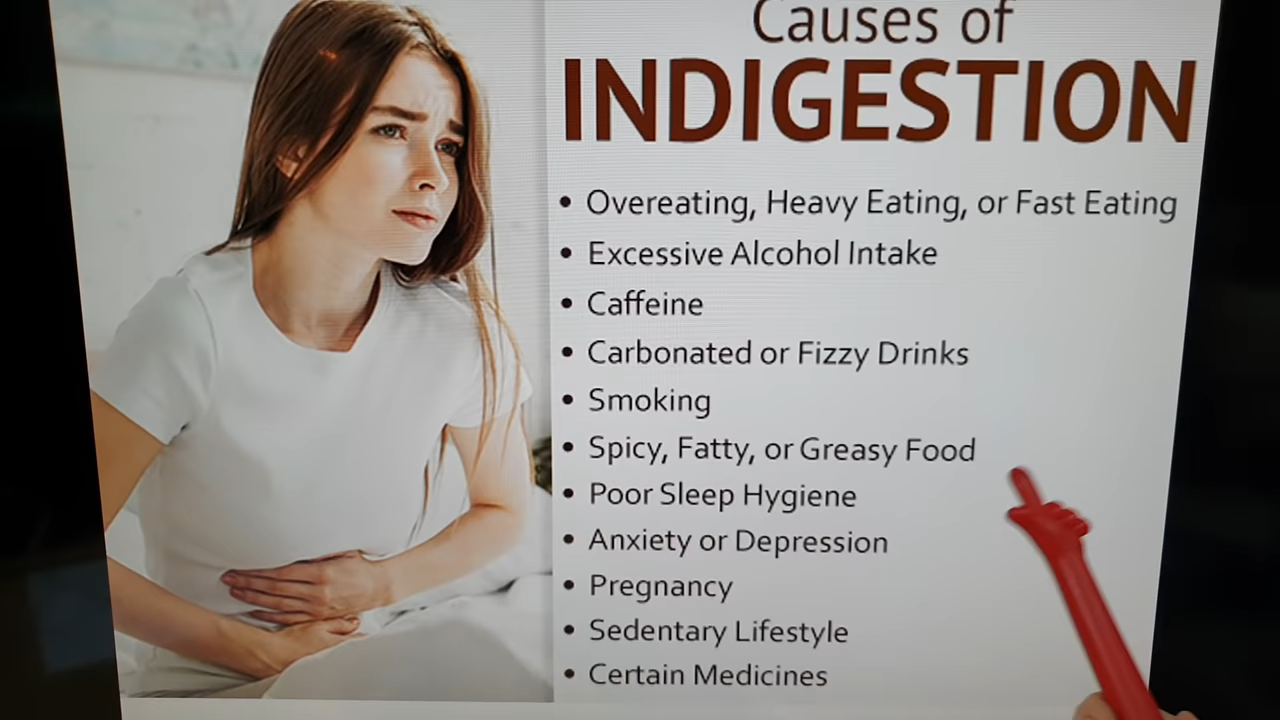 Causes of
INDIGESTION
• Overeating, Heavy Eating, or Fast Eating
• Excessive Alcohol Intake
• Caffeine
• Carbonated or Fizzy Drinks
• Smoking
• Spicy, Fatty, or Greasy Food
• Poor Sleep Hygiene
• Anxiety or Depression
• Pregnancy
• Sedentary Lifestyle
• Certain Medicines